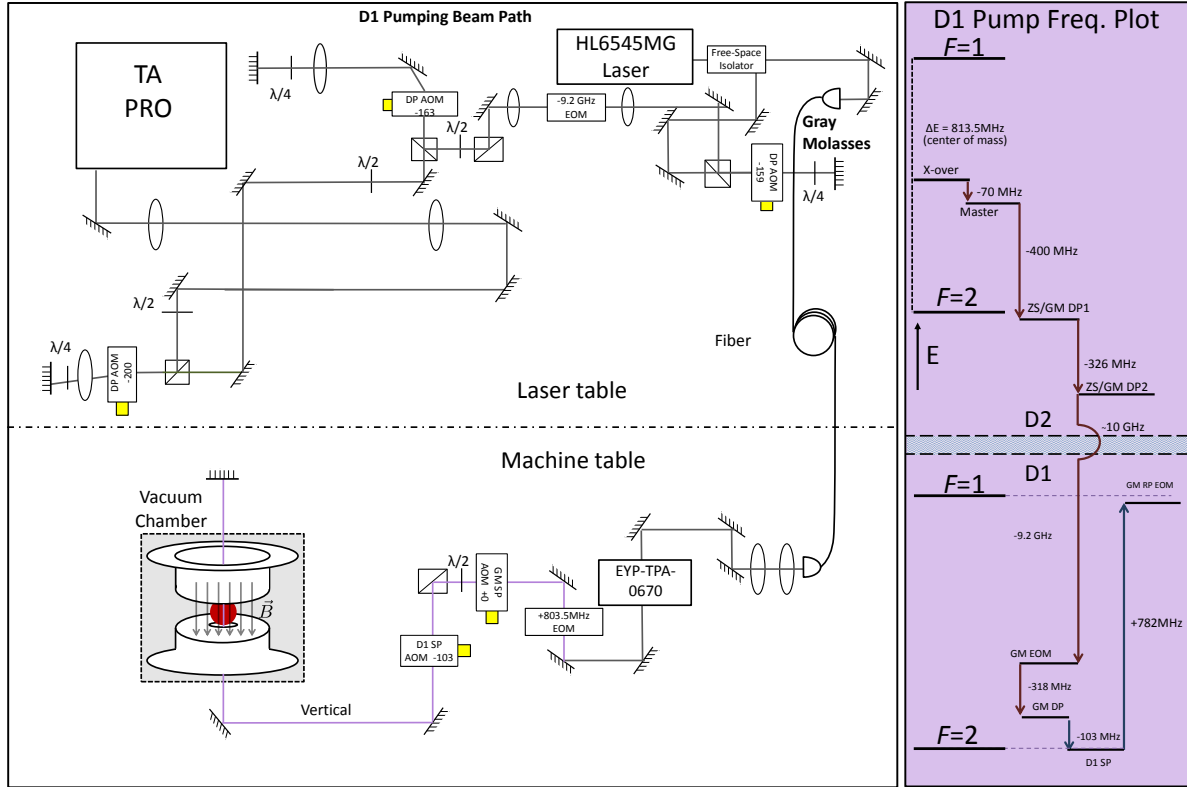 D1 Pumping Beam Path
TA
PRO
λ/4
DP AOM
-163
λ/2
λ/2
-9.2 GHz
EOM
HL6545MG
Laser
Free-Space
Isolator
Gray
Molasses
DP AOM
-159
λ/4
λ/2
λ/4
DP AOM
-200
Fiber
Laser table
Machine table
Vacuum
Chamber
B
λ/2
GM SP
AOM +0
D1 SP
AOM -103
+803.5MHz
EOM
EYP-TPA-
0670
Vertical
D1 Pump Freq. Plot
F=1
ΔE = 813.5MHz
(center of mass)
X-over
-70 MHz
Master
-400 MHz
F=2
ZS/GM DP1
E
-326 MHz
ZS/GM DP2
D2
~10 GHz
D1
F=1
GM RP EOM
-9.2 GHz
+782MHz
GM EOM
-318 MHz
GM DP
-103 MHz
F=2
D1 SP